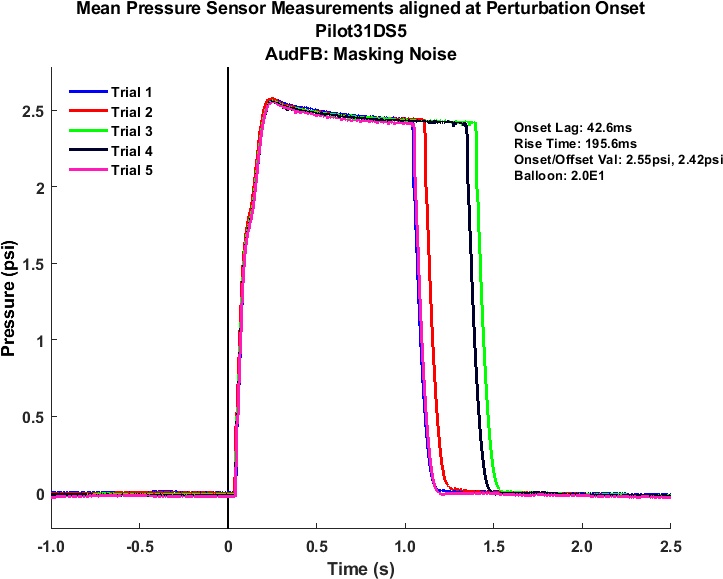 Mean Pressure Sensor Measurements aligned at Perturbation Onset
Pilot31DS5
AudFB: Masking Noise
Trial 1
Trial 2
Trial 3
Trial 4
Trial 5
Onset Lag: 42.6ms
Rise Time: 195.6ms
Onset/Offset Val: 2.55psi, 2.42psi
Balloon: 2.0E1
Pressure (psi)
2.5
2
1.5
1
0.5
0
-1.0 -0.5 0 0.5 1.0 1.5 2.0 2.5
Time (s)